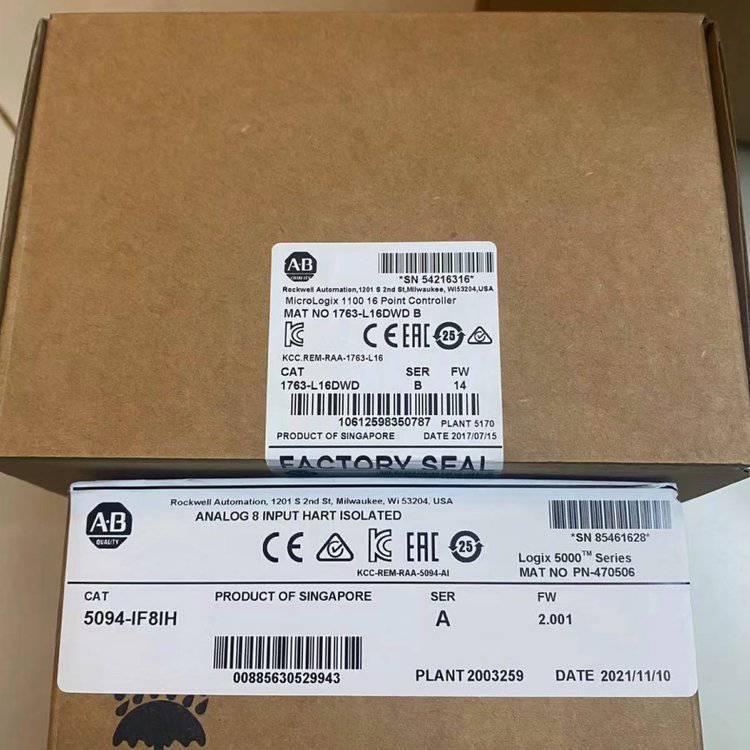 A-B
QUALITY
*SN 54216316*
Rockwell Automation,1201 S 2nd St,Milwaukee, WI53204,USA
MicroLogix 1100 16 Point Controller
MAT NO 1763-L16DWD B
CE EAC 25
KCC.REM-RAA-1763-L16
CAT SER FW
1763-L16DWD B 14
10612598350787 PLANT 5170
PRODUCT OF SINGAPORE DATE 2017/07/15
FACTORY SEAL
Rockwell Automation, 1201 S 2nd St, Milwaukee, Wi 53204, USA
A-B
QUALITY
ANALOG 8 INPUT HART ISOLATED
*SN 85461628*
CE EAC 25
Logix 5000™ Series
KCC-REM-RAA-5094-AI
MAT NO PN-470506
CAT PRODUCT OF SINGAPORE SER FW
5094-IF8IH A 2.001
00885630529943
PLANT 2003259 DATE 2021/11/10